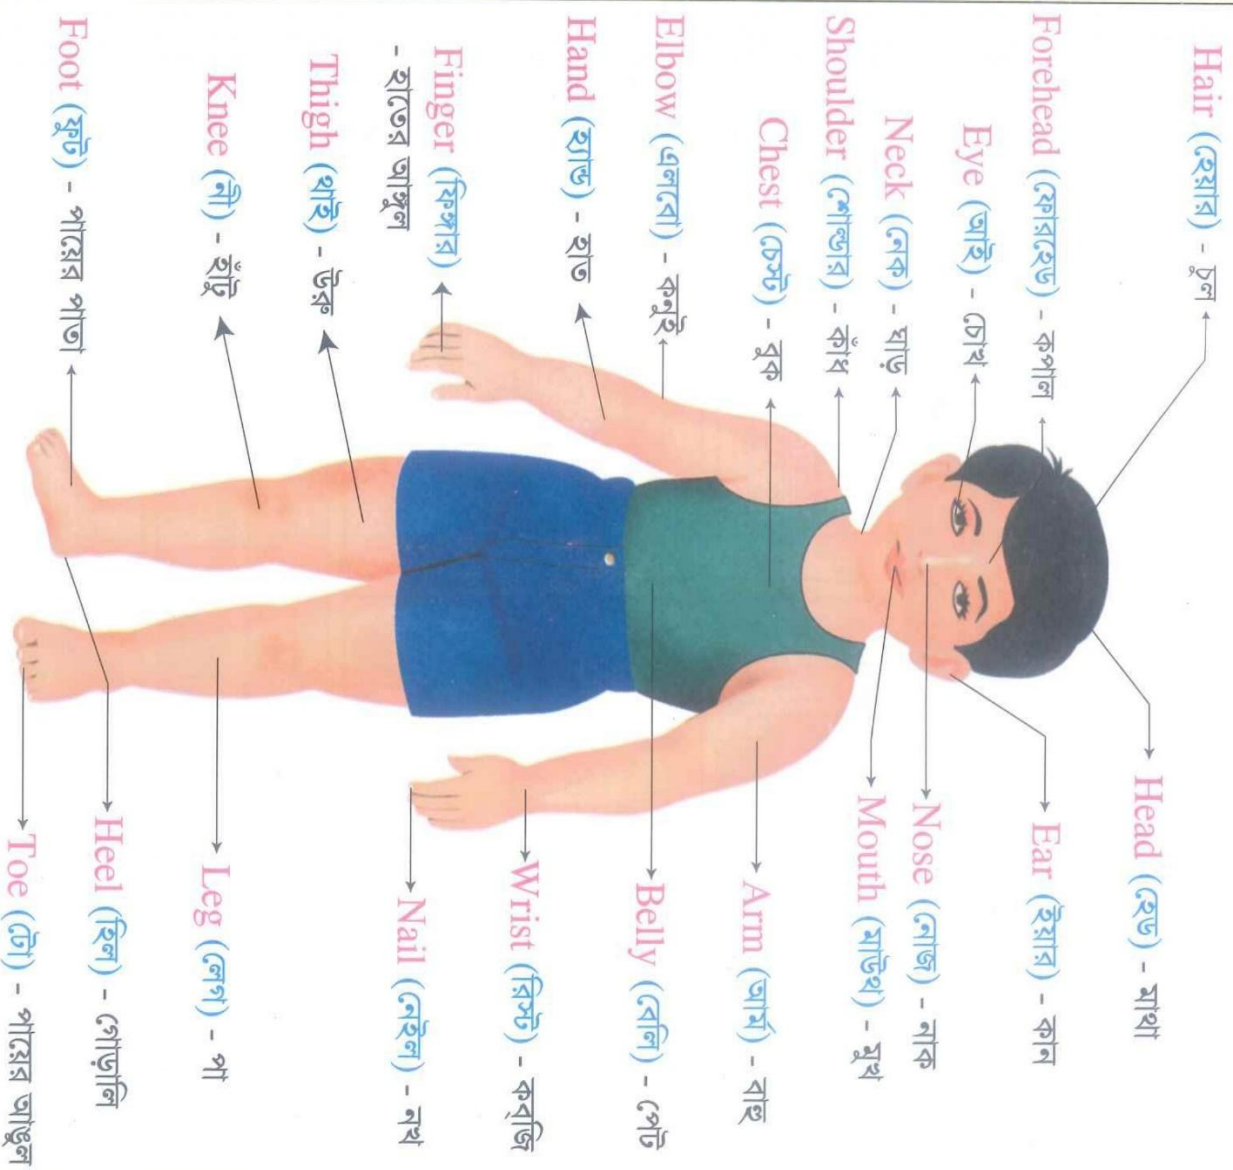 Hair (হেয়ার) - চুল
Forehead (ফোরহেড) - কপাল
Eye (আই) - চোখ
Neck (নেক) - ঘাড়
Shoulder (শোল্ডার) - কাঁধ
Chest (চেস্ট) - বুক
Elbow (এলবো) - কনুই
Hand (হ্যান্ড) - হাত
Finger (ফিঙ্গার)
- হাতের আঙ্গুল
Thigh (থাই) - উরু
Knee (নী) - হাঁটু
Foot (ফুট) - পায়ের পাতা
Head (হেড) - মাথা
Ear (ইয়ার) - কান
Nose (নোজ) - নাক
Mouth (মাউথ) - মুখ
Arm (আর্ম) - বাহু
Belly (বেলি) - পেট
Wrist (রিস্ট) - কব্‌জি
Nail (নেইল) - নখ
Leg (লেগ) - পা
Heel (হিল) - গোড়ালি
Toe (টো) - পায়ের আঙুল